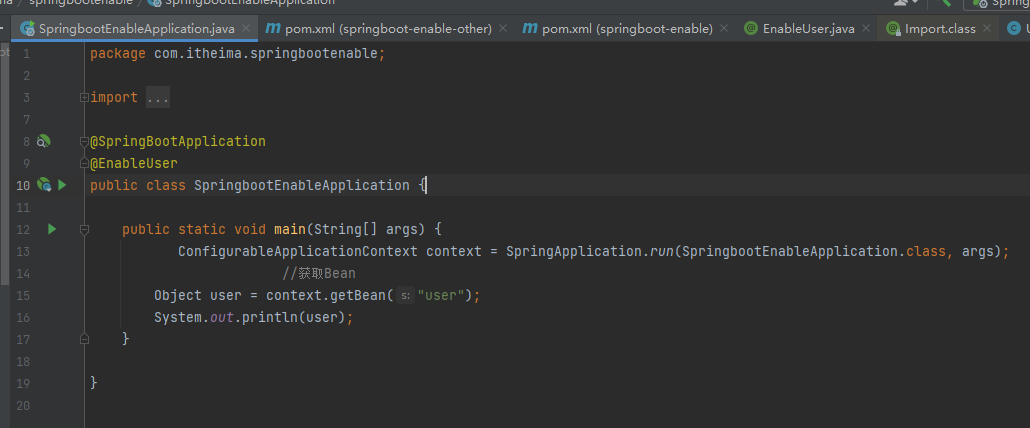 springbootenable SpringbootEnableApplication
SpringbootEnableApplication.java pom.xml (springboot-enable-other) pom.xml (springboot-enable) EnableUser.java Import.class
1 package com.itheima.springbootenable;
2
3 import ...
7
8 @SpringBootApplication
9 @EnableUser
10 public class SpringbootEnableApplication {
11
12 public static void main(String[] args) {
13 ConfigurableApplicationContext context = SpringApplication.run(SpringbootEnableApplication.class, args);
14 //获取Bean
15 Object user = context.getBean( s: "user");
16 System.out.println(user);
17 }
18
19 }
20